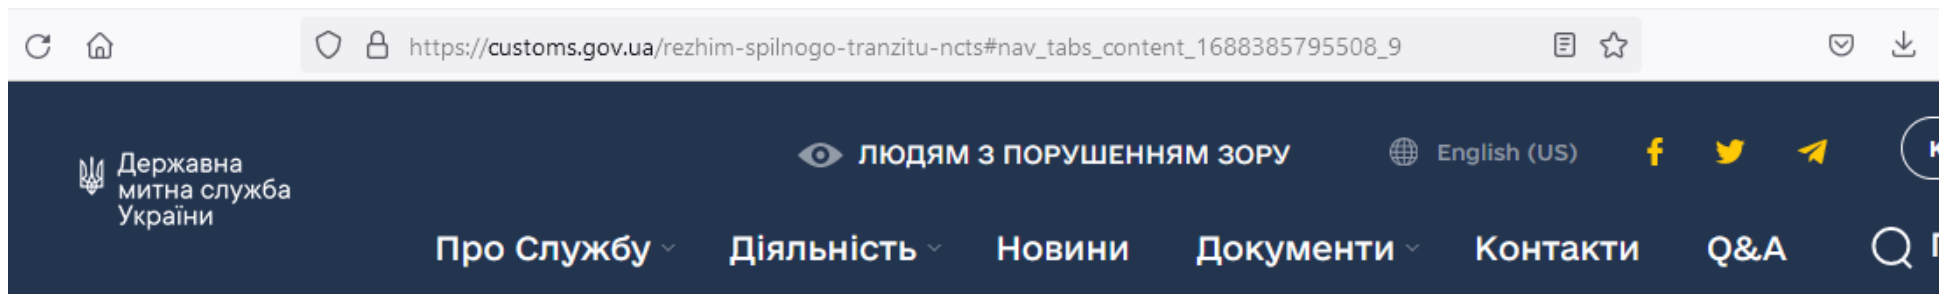 https://customs.gov.ua/rezhim-spilnogo-tranzitu-ncts#nav_tabs_content_1688385795508_9
ЛЮДЯМ З ПОРУШЕННЯМ ЗОРУ
English (US)
Державна
митна служба
України
Про Службу
Діяльність
Новини
Документи
Контакти
Q&A